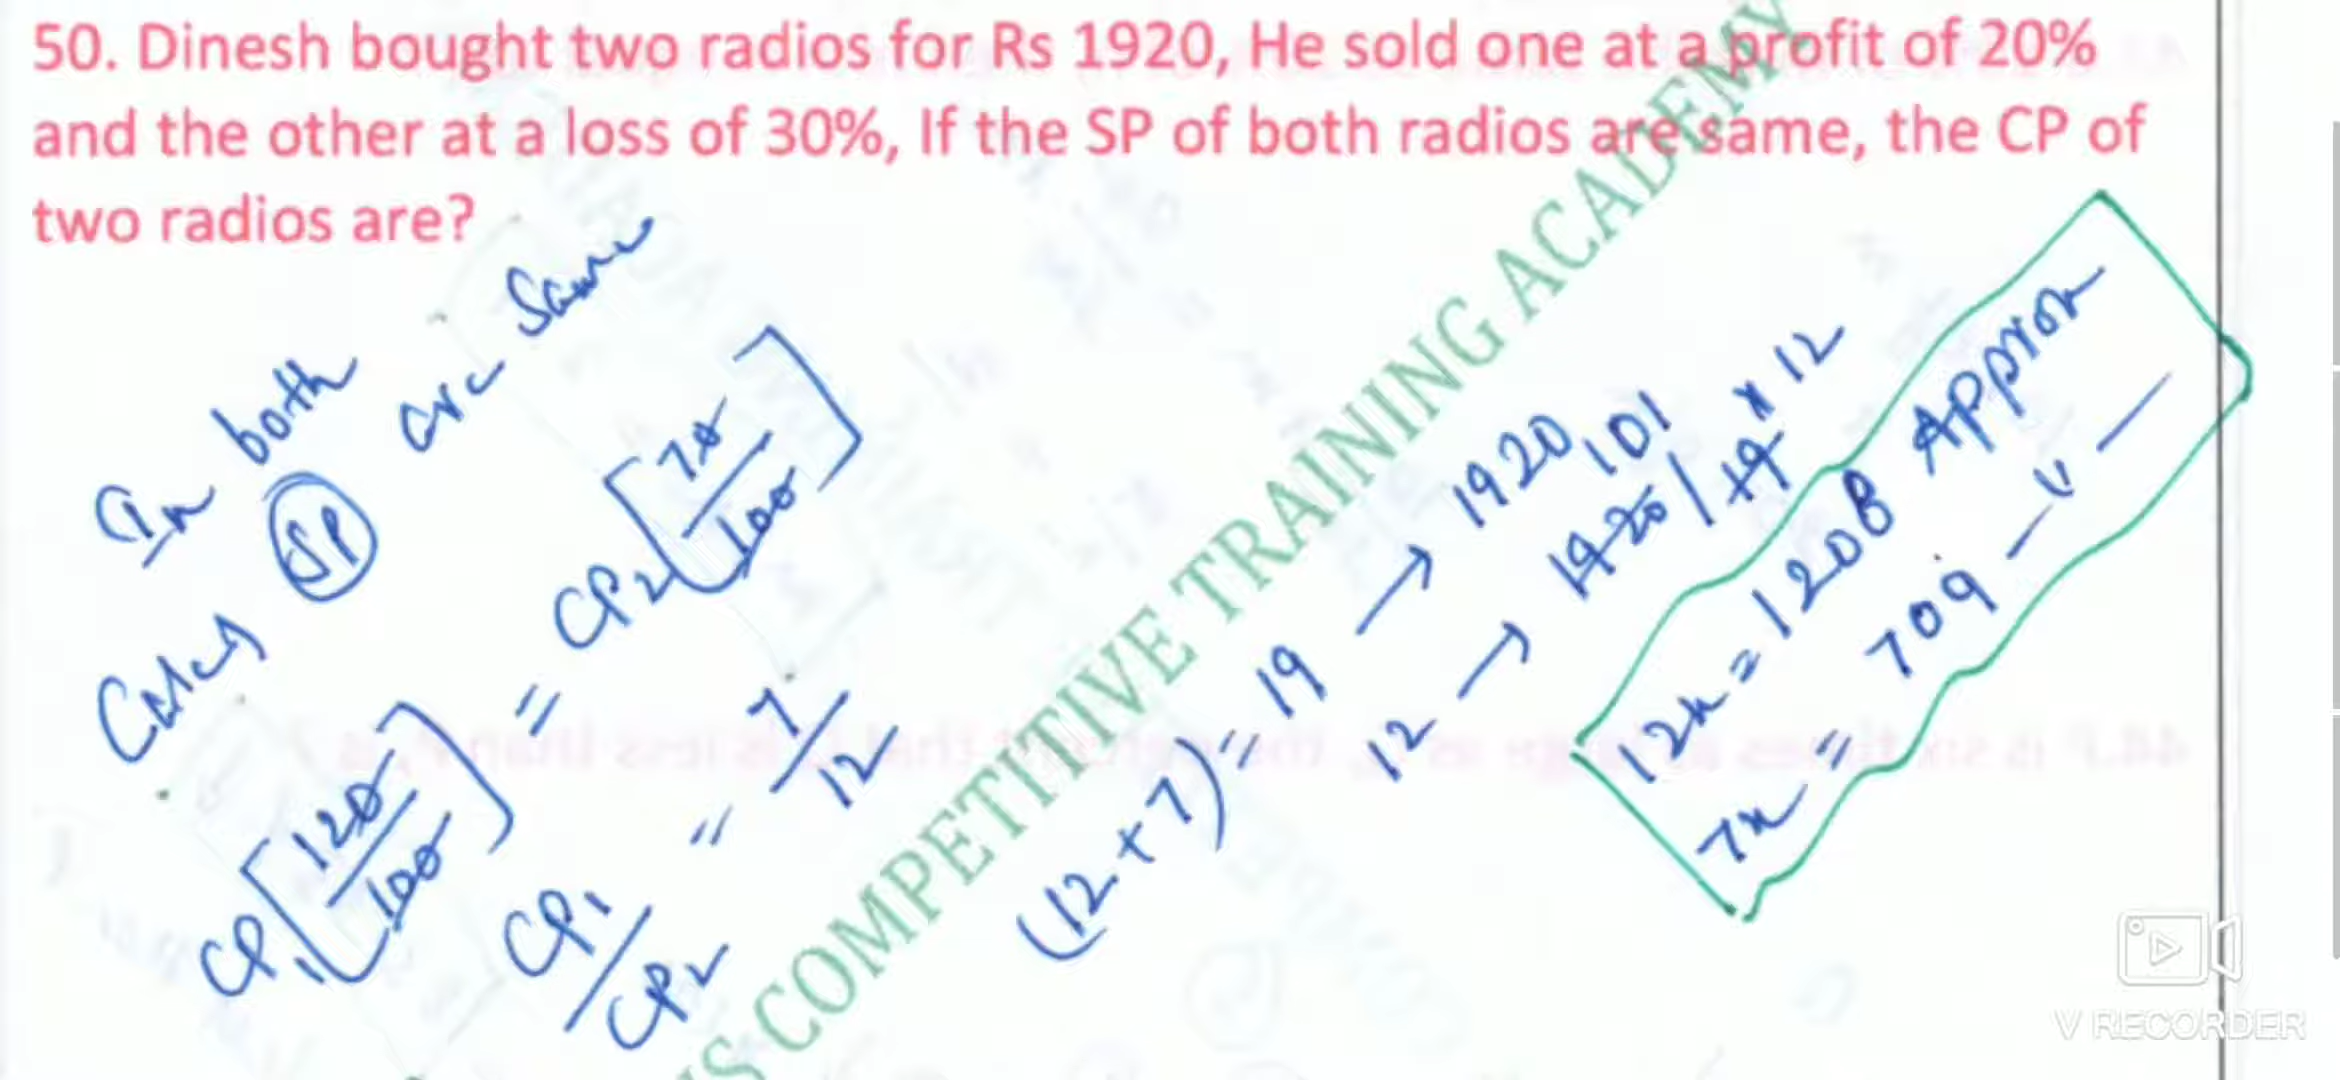 50. Dinesh bought two radios for Rs 1920, He sold one at a profit of 20%
and the other at a loss of 30%, If the SP of both radios are same, the CP of
two radios are?
In both
Cases SP are same
CP1 [120/100] = CP2 [70/100]
CP1/CP2 = 7/12
(12+7) = 19 → 1920
12 → 1920/19 × 12
101
12x = 1208 Approx
7x = 709 — " —
IS COMPETITIVE TRAINING ACADEMY
V RECORDER